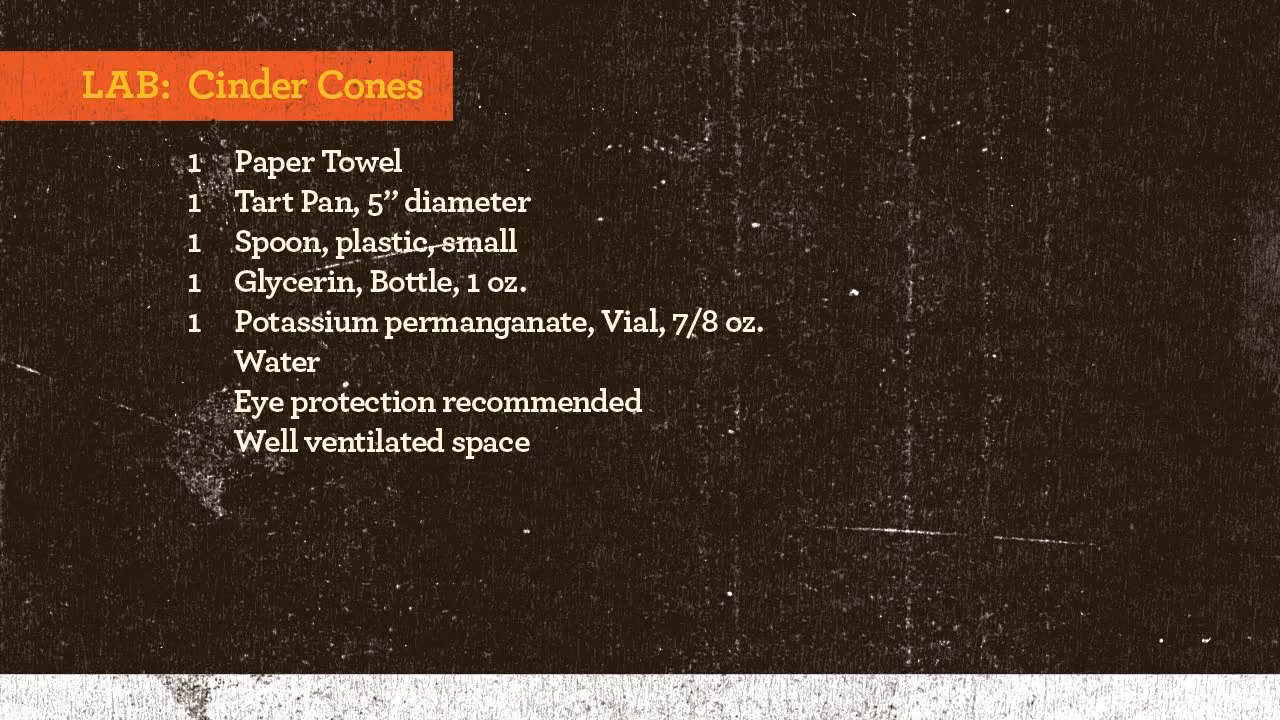 LAB: Cinder Cones
1 Paper Towel
1 Tart Pan, 5” diameter
1 Spoon, plastic, small
1 Glycerin, Bottle, 1 oz.
1 Potassium permanganate, Vial, 7/8 oz.
Water
Eye protection recommended
Well ventilated space